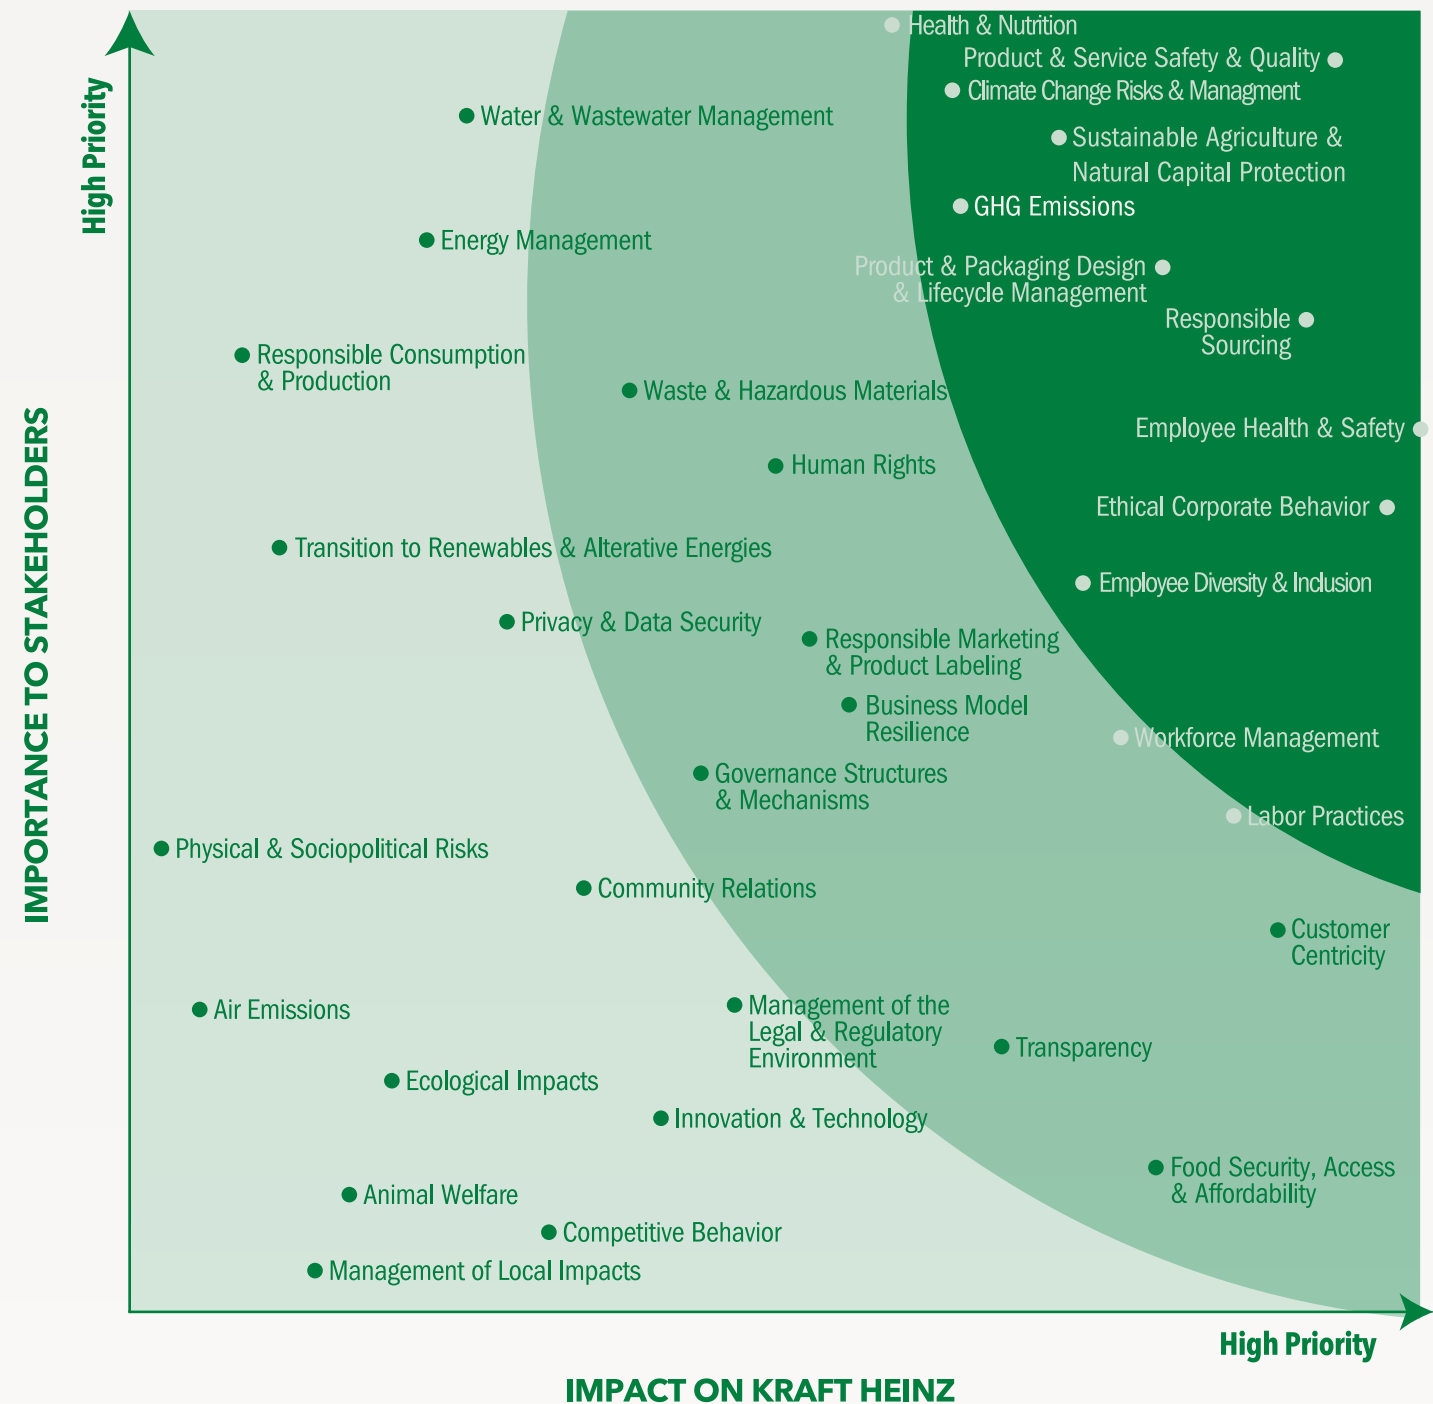 Health & Nutrition
Product & Service Safety & Quality
Climate Change Risks & Managment
High Priority
Water & Wastewater Management
Sustainable Agriculture &
Natural Capital Protection
GHG Emissions
Energy Management
Product & Packaging Design
& Lifecycle Management
Responsible
Sourcing
Responsible Consumption
& Production
Waste & Hazardous Materials
Employee Health & Safety
Human Rights
Ethical Corporate Behavior
IMPORTANCE TO STAKEHOLDERS
Transition to Renewables & Alterative Energies
Employee Diversity & Inclusion
Privacy & Data Security
Responsible Marketing
& Product Labeling
Business Model
Resilience
Workforce Management
Governance Structures
& Mechanisms
Labor Practices
Physical & Sociopolitical Risks
Community Relations
Customer
Centricity
Air Emissions
Management of the
Legal & Regulatory
Environment
Transparency
Ecological Impacts
Innovation & Technology
Food Security, Access
& Affordability
Animal Welfare
Competitive Behavior
Management of Local Impacts
High Priority
IMPACT ON KRAFT HEINZ